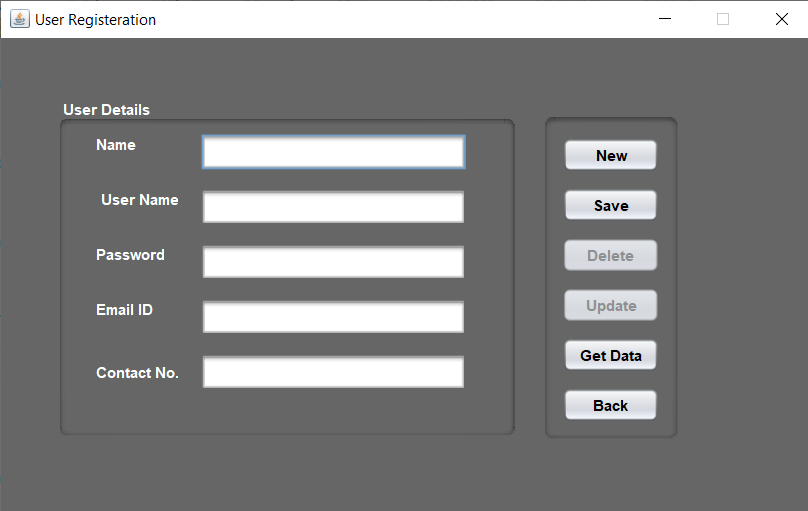 User Registeration
User Details
Name
User Name
Password
Email ID
Contact No.
New
Save
Delete
Update
Get Data
Back